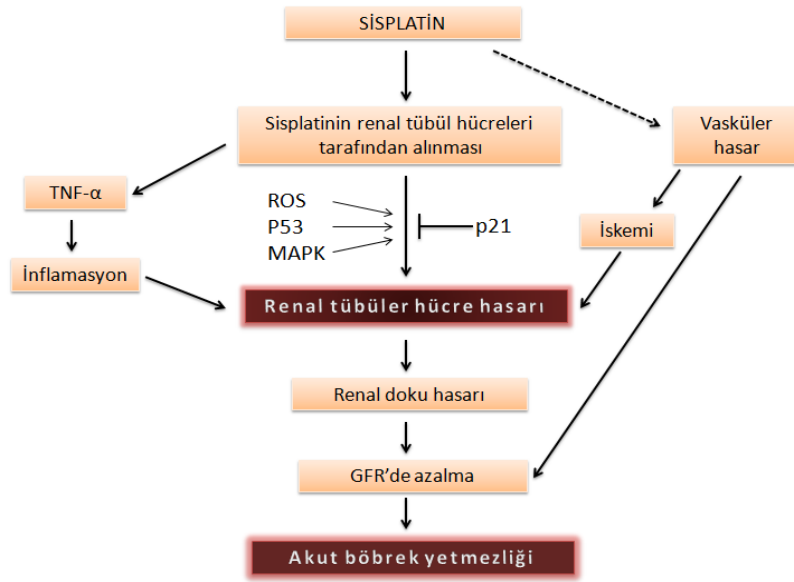 SİSPLATİN
Sisplatinin renal tübül hücreleri
tarafından alınması
Vasküler
hasar
TNF-α
ROS
P53
MAPK
p21
İskemi
İnflamasyon
Renal tübüler hücre hasarı
Renal doku hasarı
GFR'de azalma
Akut böbrek yetmezliği